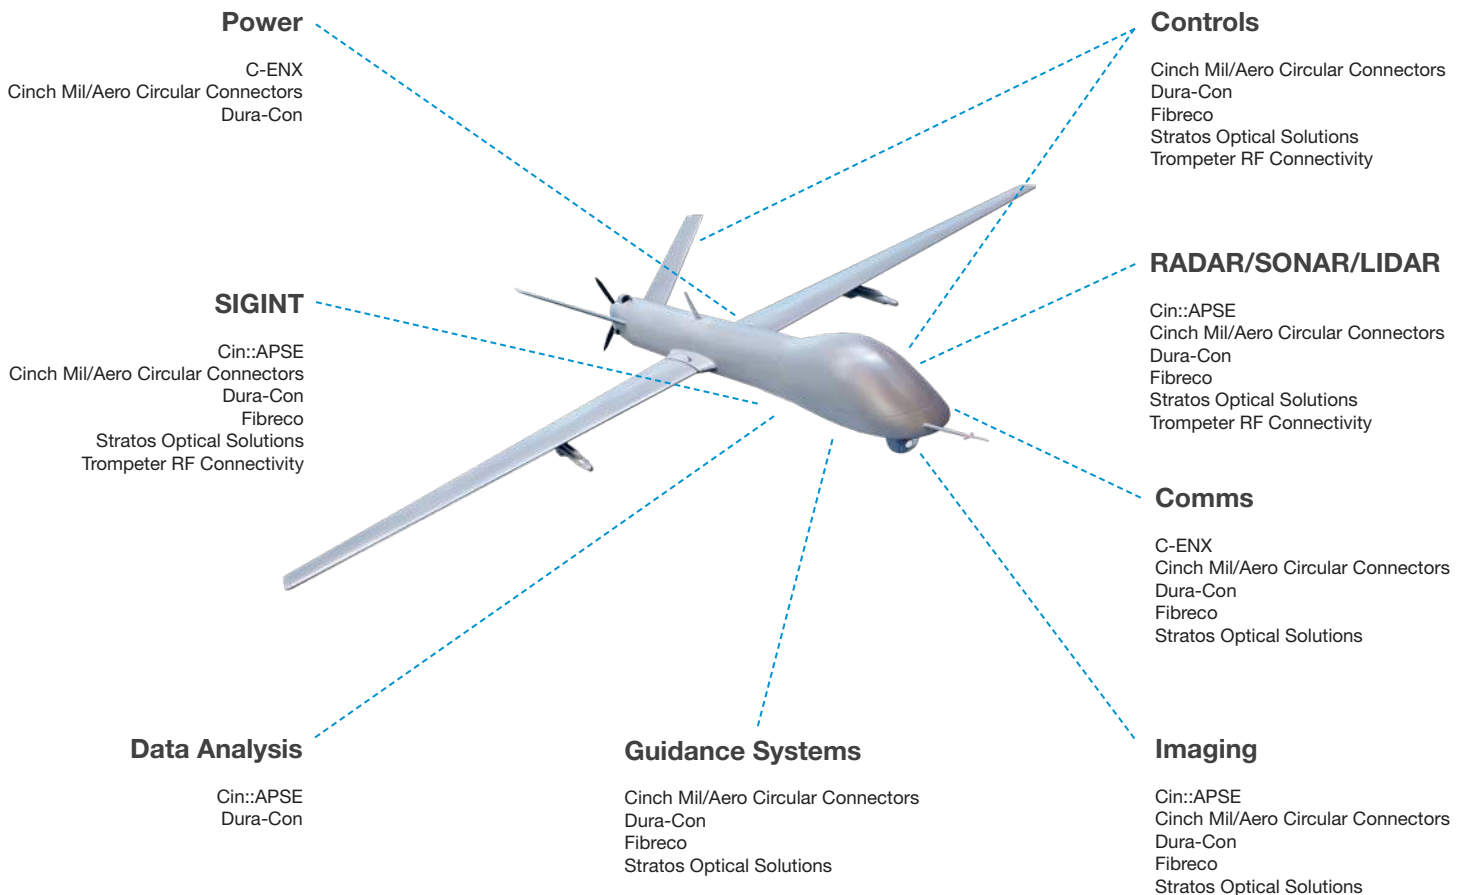 Power
C-ENX
Cinch Mil/Aero Circular Connectors
Dura-Con
Controls
Cinch Mil/Aero Circular Connectors
Dura-Con
Fibreco
Stratos Optical Solutions
Trompeter RF Connectivity
SIGINT
Cin::APSE
Cinch Mil/Aero Circular Connectors
Dura-Con
Fibreco
Stratos Optical Solutions
Trompeter RF Connectivity
RADAR/SONAR/LIDAR
Cin::APSE
Cinch Mil/Aero Circular Connectors
Dura-Con
Fibreco
Stratos Optical Solutions
Trompeter RF Connectivity
Comms
C-ENX
Cinch Mil/Aero Circular Connectors
Dura-Con
Fibreco
Stratos Optical Solutions
Data Analysis
Cin::APSE
Dura-Con
Guidance Systems
Cinch Mil/Aero Circular Connectors
Dura-Con
Fibreco
Stratos Optical Solutions
Imaging
Cin::APSE
Cinch Mil/Aero Circular Connectors
Dura-Con
Fibreco
Stratos Optical Solutions